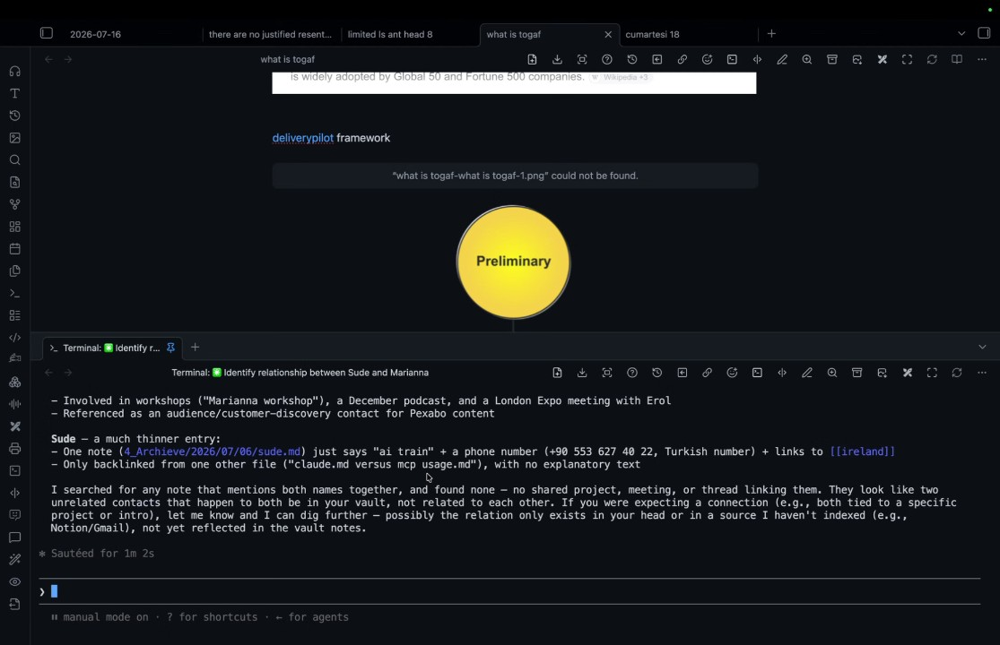 2026-07-16
there are no justified resent...
limited ls ant head 8
what is togaf
cumartesi 18
what is togaf
is widely adopted by Global 50 and Fortune 500 companies. W Wikipedia +3
deliverypilot framework
"what is togaf-what is togaf-1.png" could not be found.
Preliminary
Terminal: Identify r...
Terminal: Identify relationship between Sude and Marianna
– Involved in workshops ("Marianna workshop"), a December podcast, and a London Expo meeting with Erol
– Referenced as an audience/customer-discovery contact for Pexabo content
Sude — a much thinner entry:
– One note (4_Archieve/2026/07/06/sude.md) just says "ai train" + a phone number (+90 553 627 40 22, Turkish number) + links to [[ireland]]
– Only backlinked from one other file ("claude.md versus mcp usage.md"), with no explanatory text
I searched for any note that mentions both names together, and found none — no shared project, meeting, or thread linking them. They look like two
unrelated contacts that happen to both be in your vault, not related to each other. If you were expecting a connection (e.g., both tied to a specific
project or intro), let me know and I can dig further — possibly the relation only exists in your head or in a source I haven't indexed (e.g.,
Notion/Gmail), not yet reflected in the vault notes.
✻ Sautéed for 1m 2s
❯
⏸ manual mode on · ? for shortcuts · ← for agents